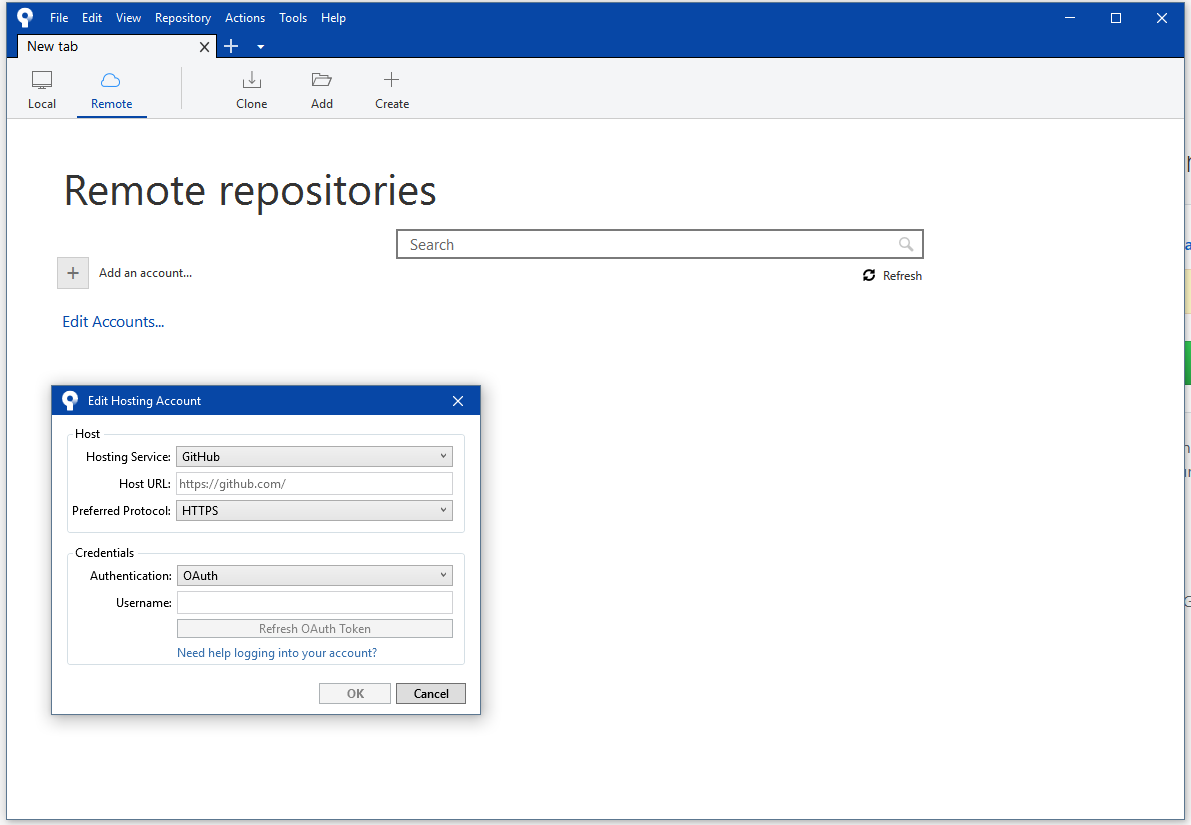 File Edit View Repository Actions Tools Help
New tab
Local Remote Clone Add Create
Remote repositories
Search
Add an account...
Refresh
Edit Accounts...
Edit Hosting Account
Host
Hosting Service: GitHub
Host URL: https://github.com/
Preferred Protocol: HTTPS
Credentials
Authentication: OAuth
Username:
Refresh OAuth Token
Need help logging into your account?
OK Cancel